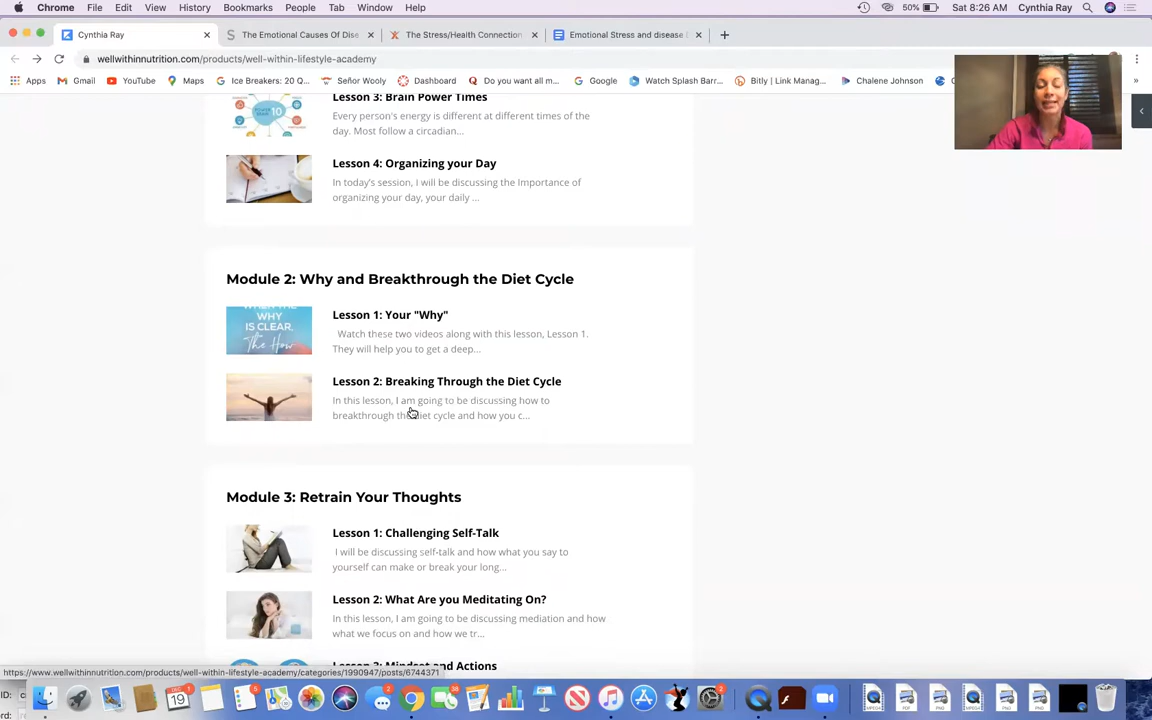 Chrome File Edit View History Bookmarks People Tab Window Help 50% Sat 8:26 AM Cynthia Ray
Cynthia Ray The Emotional Causes Of Dise The Stress/Health Connection Emotional Stress and disease
wellwithinnutrition.com/products/well-within-lifestyle-academy
Apps Gmail YouTube Maps Ice Breakers: 20 Q... Señor Wooly Dashboard Do you want all m... Google Watch Splash Barr... Bitly | Link Manag... Chalene Johnson
Lesson 3: Brain Power Times
Every person's energy is different at different times of the
day. Most follow a circadian...
Lesson 4: Organizing your Day
In today's session, I will be discussing the Importance of
organizing your day, your daily ...
Module 2: Why and Breakthrough the Diet Cycle
WHEN THE
WHY
IS CLEAR,
The How
Lesson 1: Your "Why"
Watch these two videos along with this lesson, Lesson 1.
They will help you to get a deep...
Lesson 2: Breaking Through the Diet Cycle
In this lesson, I am going to be discussing how to
breakthrough the diet cycle and how you c...
Module 3: Retrain Your Thoughts
Lesson 1: Challenging Self-Talk
I will be discussing self-talk and how what you say to
yourself can make or break your long...
Lesson 2: What Are you Meditating On?
In this lesson, I am going to be discussing mediation and how
what we focus on and how we tr...
Lesson 3: Mindset and Actions
https://www.wellwithinnutrition.com/products/well-within-lifestyle-academy/categories/1990947/posts/6744371
ID: